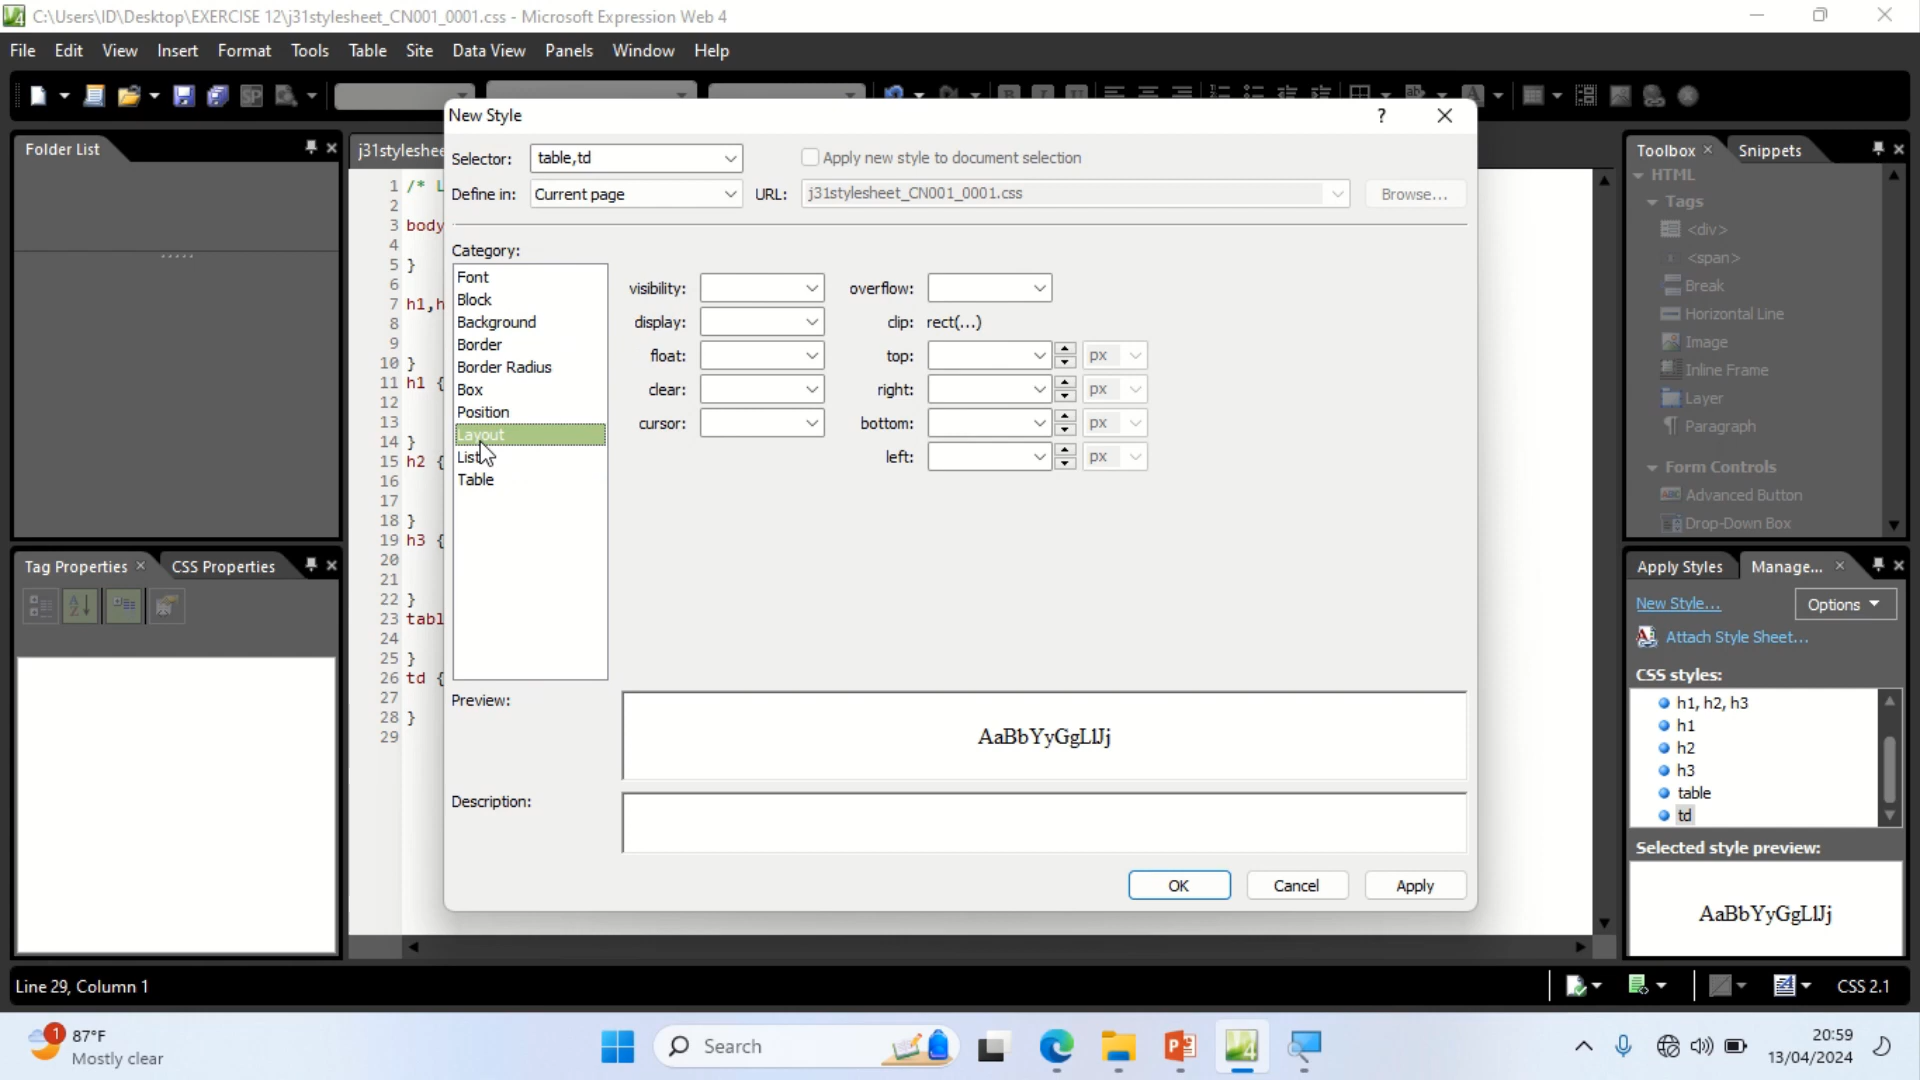 C:\Users\ID\Desktop\EXERCISE 12\j31stylesheet_CN001_0001.css - Microsoft Expression Web 4
File Edit View Insert Format Tools Table Site Data View Panels Window Help
New Style
Selector: table,td Apply new style to document selection
Define in: Current page URL: j31stylesheet_CN001_0001.css Browse...
Category:
Font
Block
Background
Border
Border Radius
Box
Position
Layout
List
Table
visibility: overflow:
display: clip: rect(...)
float: top: px
clear: right: px
cursor: bottom: px
left: px
Preview:
AaBbYyGgLlJj
Description:
OK Cancel Apply
Folder List
j31styleshee
1 /* L
2
3 body
4
5 }
6
7 h1,h
8
9
10 }
11 h1 {
12
13
14 }
15 h2 {
16
17
18 }
19 h3 {
20
21
22 }
23 tabl
24
25 }
26 td {
27
28 }
29
Tag Properties CSS Properties
Toolbox Snippets
HTML
Tags
<div>
<span>
Break
Horizontal Line
Image
Inline Frame
Layer
Paragraph
Form Controls
Advanced Button
Drop-Down Box
Apply Styles Manage...
New Style... Options
Attach Style Sheet...
CSS styles:
h1, h2, h3
h1
h2
h3
table
td
Selected style preview:
AaBbYyGgLlJj
Line 29, Column 1
CSS 2.1
1
87°F
Mostly clear
Search
20:59
13/04/2024